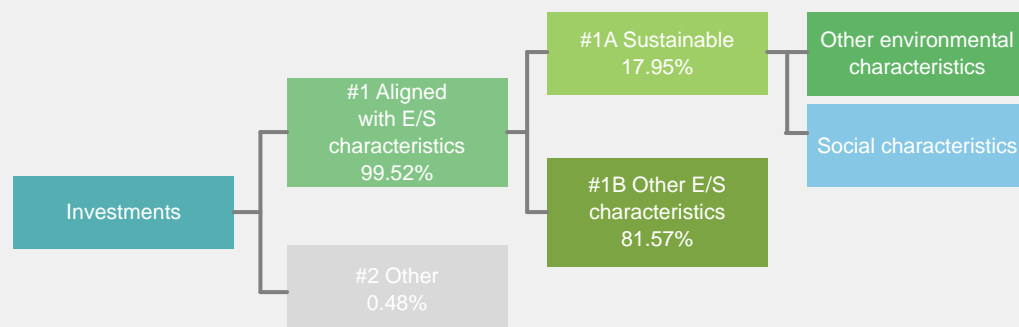 Investments
#1 Aligned
with E/S
characteristics
99.52%
#2 Other
0.48%
#1A Sustainable
17.95%
#1B Other E/S
characteristics
81.57%
Other environmental
characteristics
Social characteristics